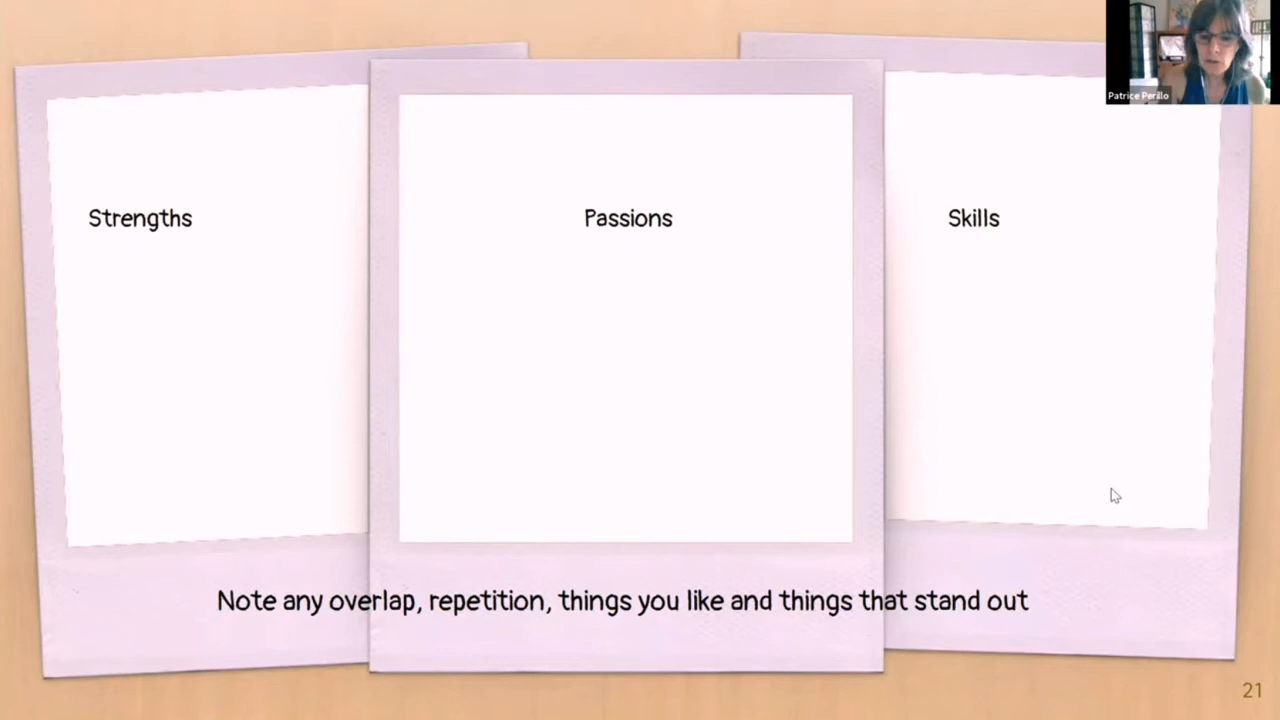 Patrice Perillo
Strengths
Passions
Skills
Note any overlap, repetition, things you like and things that stand out
21